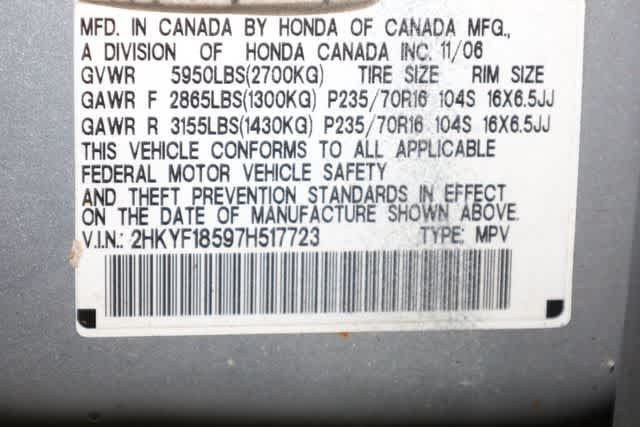 MFD. IN CANADA BY HONDA OF CANADA MFG.,
A DIVISION OF HONDA CANADA INC. 11/06
GVWR 5950LBS(2700KG) TIRE SIZE RIM SIZE
GAWR F 2865LBS(1300KG) P235/70R16 104S 16X6.5JJ
GAWR R 3155LBS(1430KG) P235/70R16 104S 16X6.5JJ
THIS VEHICLE CONFORMS TO ALL APPLICABLE
FEDERAL MOTOR VEHICLE SAFETY
AND THEFT PREVENTION STANDARDS IN EFFECT
ON THE DATE OF MANUFACTURE SHOWN ABOVE.
V.I.N.: 2HKYF18597H517723 TYPE: MPV